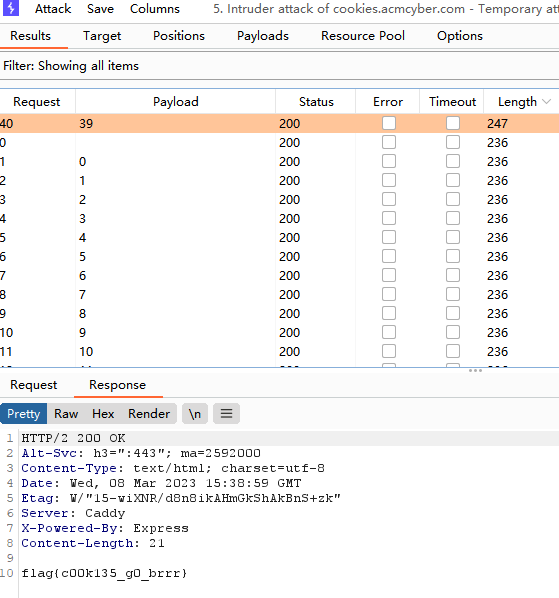 Attack Save Columns 5. Intruder attack of cookies.acmcyber.com - Temporary att
Results Target Positions Payloads Resource Pool Options
Filter: Showing all items
Request Payload Status Error Timeout Length
40 39 200 247
0 200 236
1 0 200 236
2 1 200 236
3 2 200 236
4 3 200 236
5 4 200 236
6 5 200 236
7 6 200 236
8 7 200 236
9 8 200 236
10 9 200 236
11 10 200 236
Request Response
Pretty Raw Hex Render \n
1 HTTP/2 200 OK
2 Alt-Svc: h3=":443"; ma=2592000
3 Content-Type: text/html; charset=utf-8
4 Date: Wed, 08 Mar 2023 15:38:59 GMT
5 Etag: W/"15-wiXNR/d8n8ikAHmGkShAkBnS+zk"
6 Server: Caddy
7 X-Powered-By: Express
8 Content-Length: 21
9
10 flag{c00k135_g0_brrr}